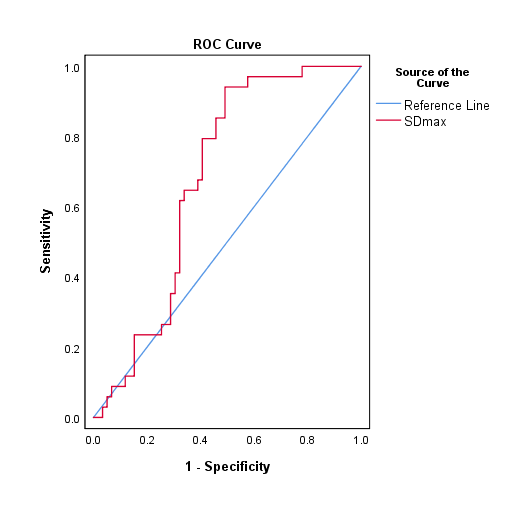 ROC Curve
Source of the
Curve
Reference Line
SDmax
Sensitivity
1.0
0.8
0.6
0.4
0.2
0.0
0.0 0.2 0.4 0.6 0.8 1.0
1 - Specificity